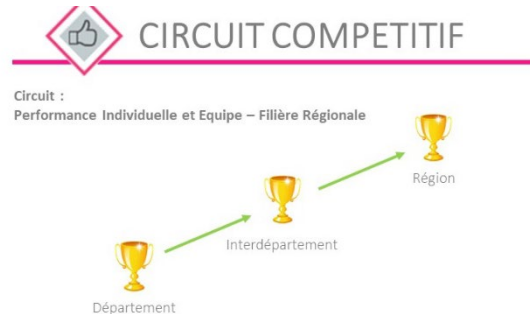 CIRCUIT COMPETITIF
Circuit :
Performance Individuelle et Equipe – Filière Régionale
Région
Interdépartement
Département